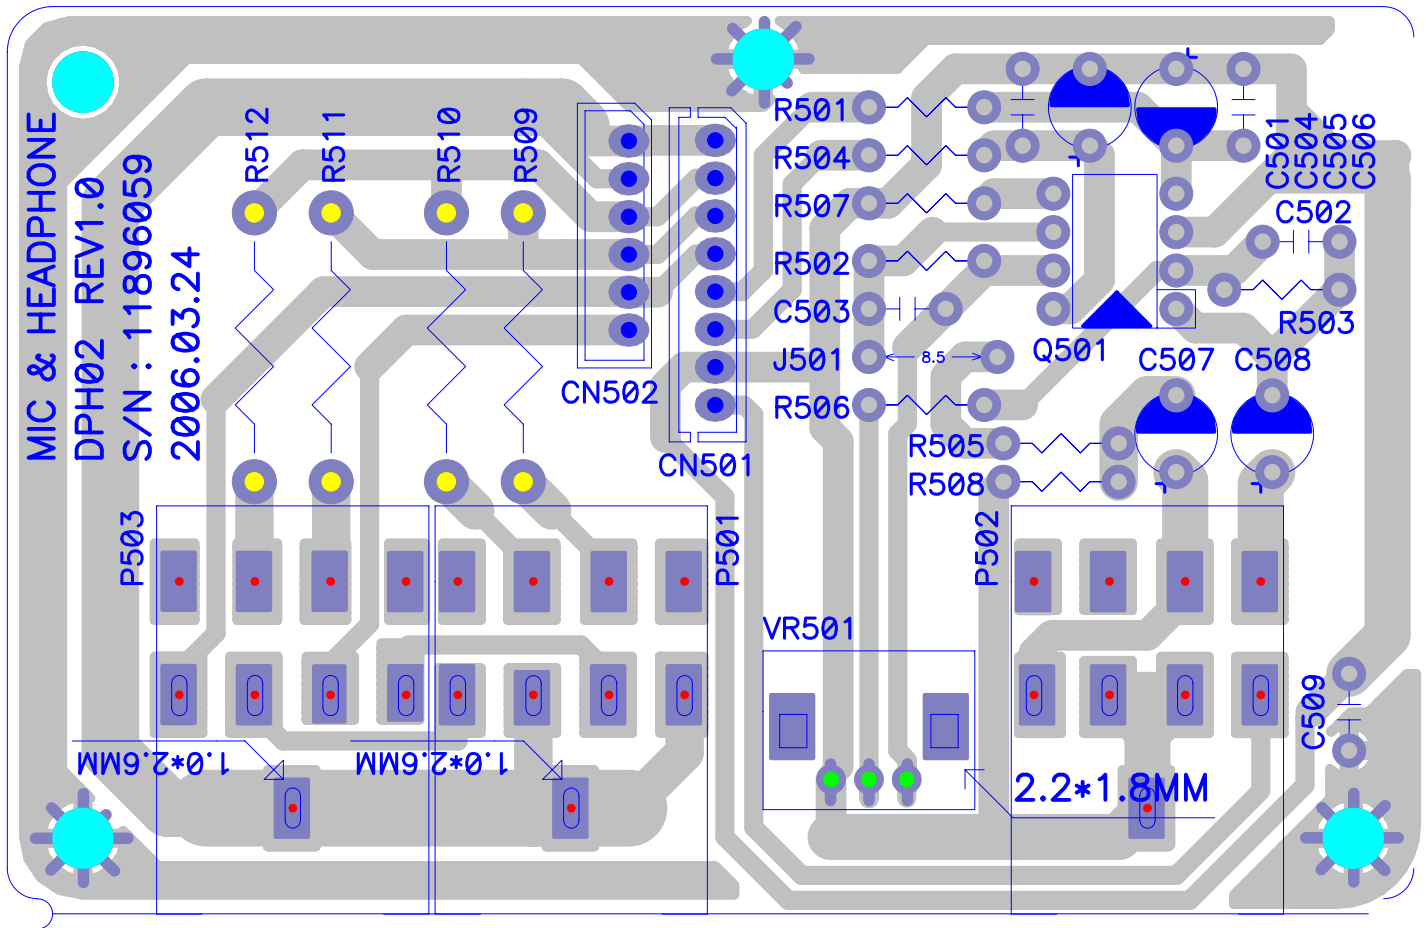 MIC & HEADPHONE
DPH02 REV1.0
S/N : 11896059
2006.03.24
R512
R511
R510
R509
CN502
CN501
R501
R504
R507
R502
C503
J501
8.5
R506
R505
R508
C501
C504
C505
C506
C502
R503
Q501
C507
C508
P503
P501
P502
VR501
C509
1.0*2.6MM
1.0*2.6MM
2.2*1.8MM